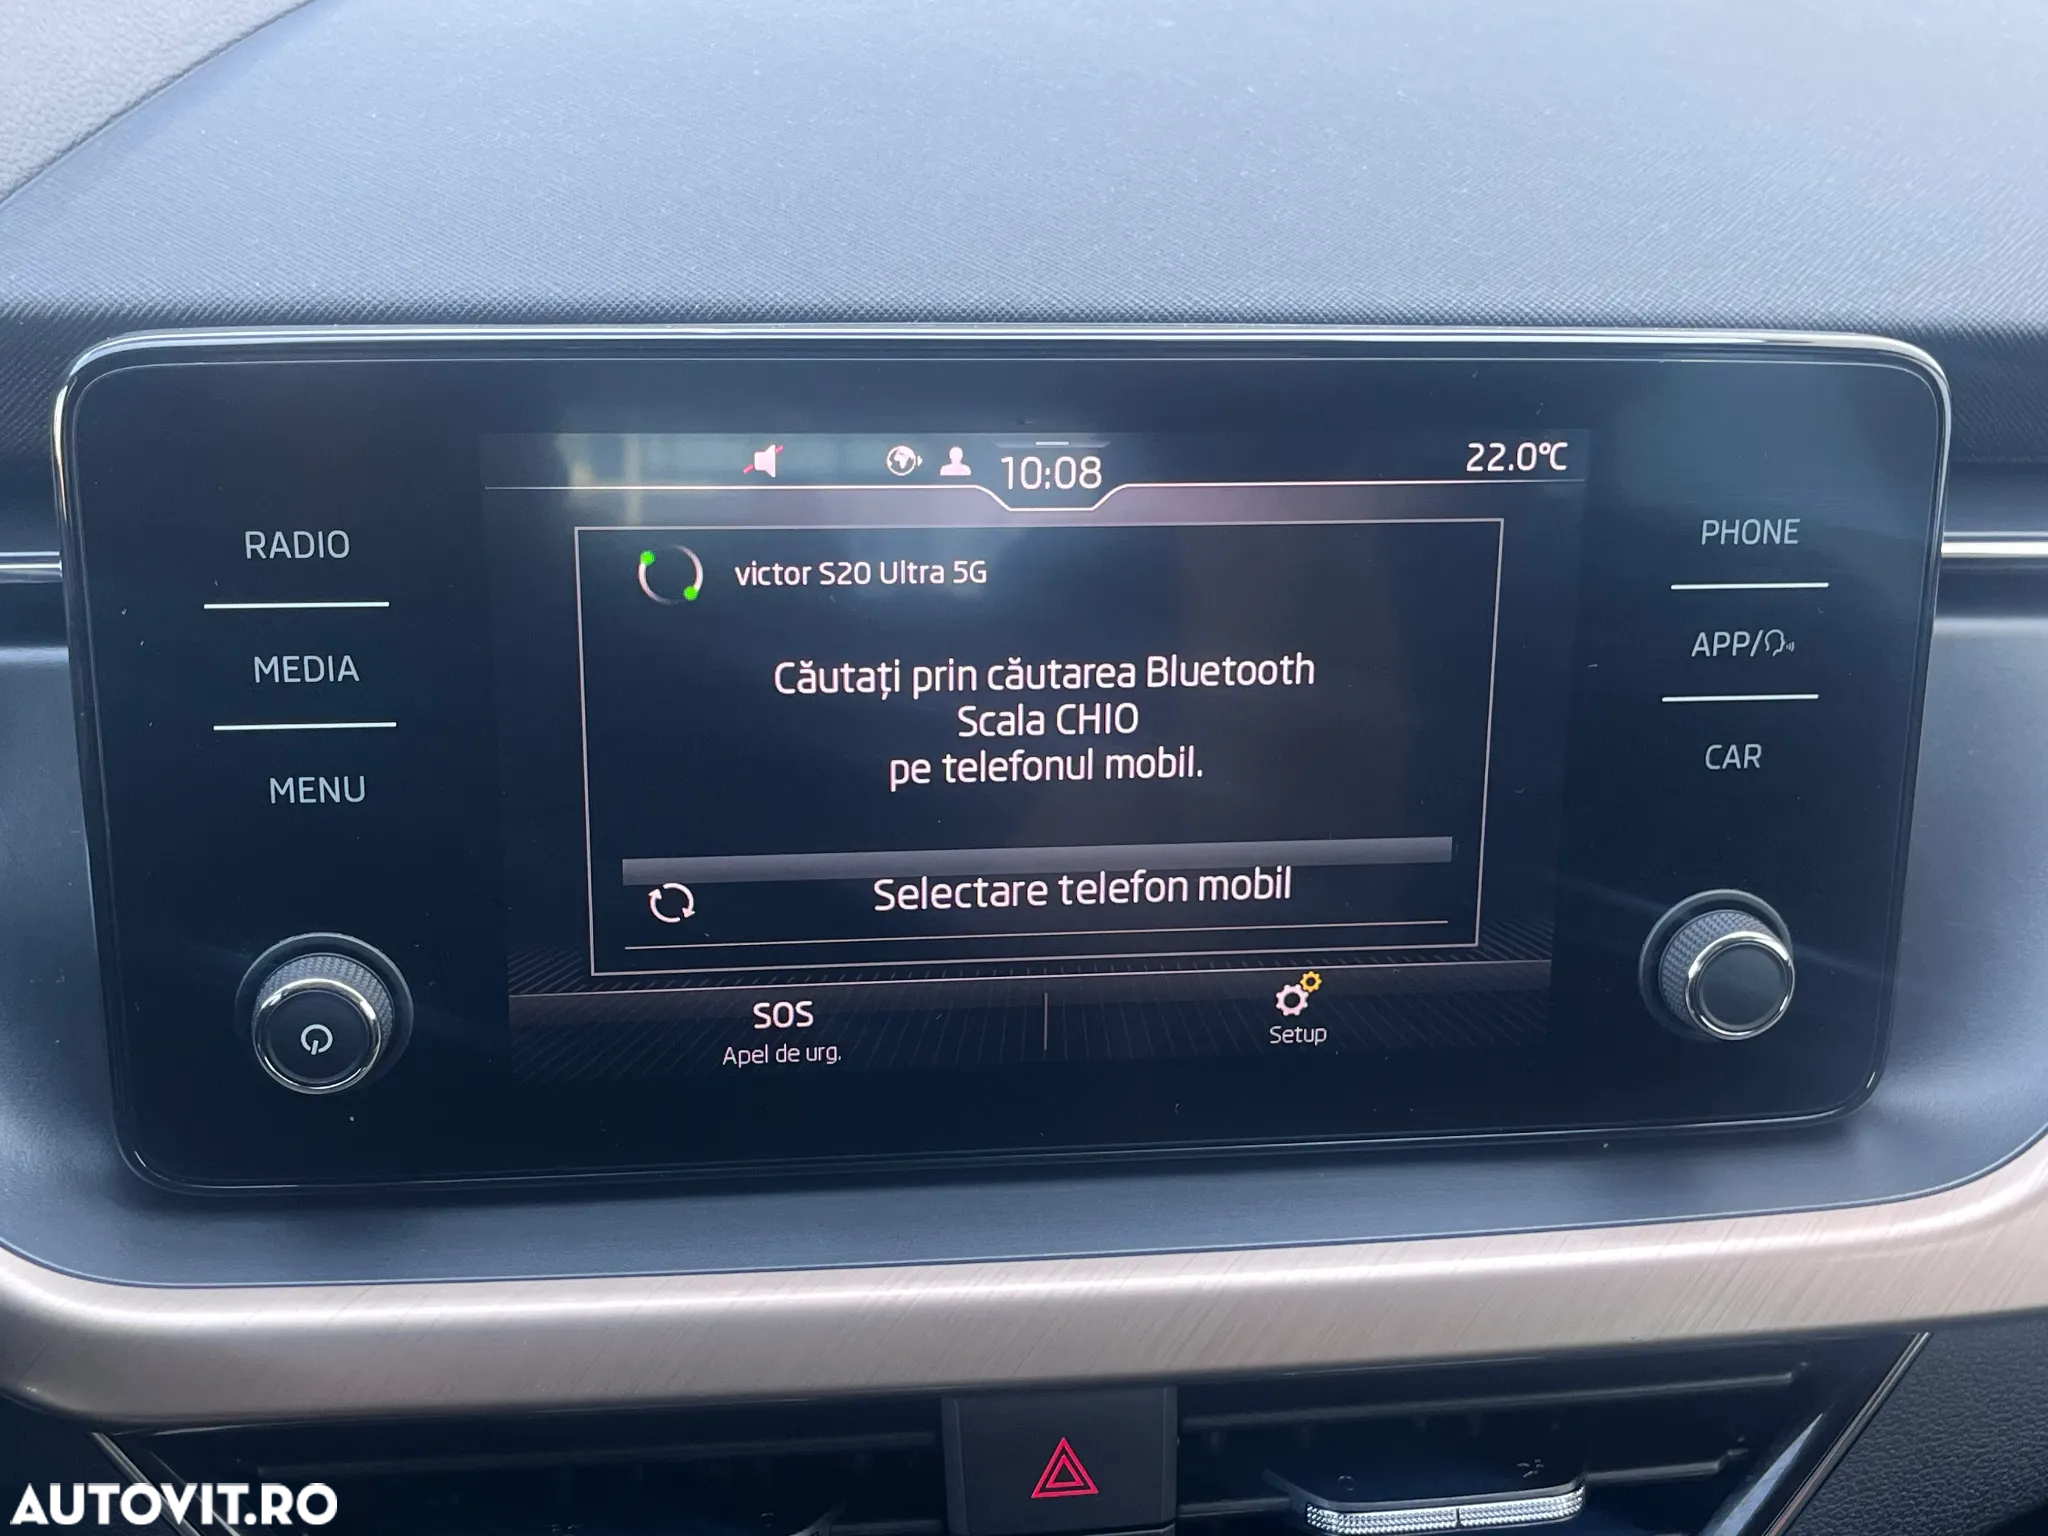 10:08
22.0°C
RADIO
MEDIA
MENU
victor S20 Ultra 5G
Căutați prin căutarea Bluetooth
Scala CHIO
pe telefonul mobil.
Selectare telefon mobil
SOS
Apel de urg.
Setup
PHONE
APP/
CAR
AUTOVIT.RO